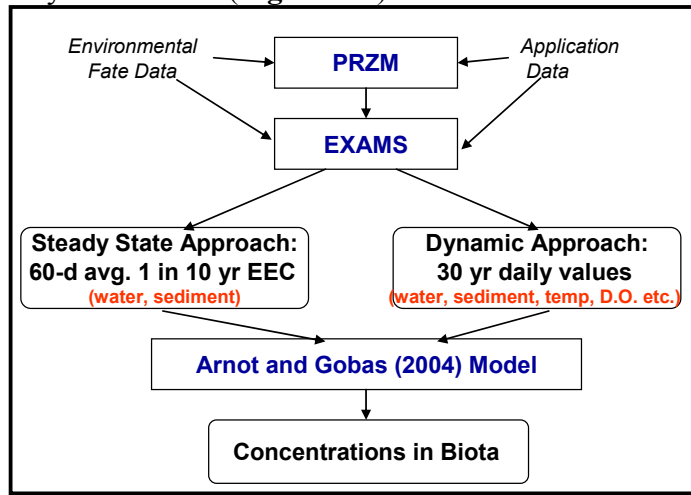 Environmental
Fate Data
PRZM
Application
Data
EXAMS
Steady State Approach:
60-d avg. 1 in 10 yr EEC
(water, sediment)
Dynamic Approach:
30 yr daily values
(water, sediment, temp, D.O. etc.)
Arnot and Gobas (2004) Model
Concentrations in Biota